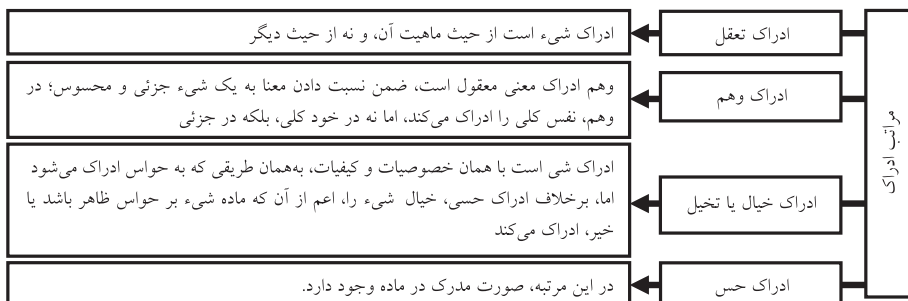 مراتب ادراک
ادراک تعقل
ادراک شیء است از حیث ماهیت آن، و نه از حیث دیگر
ادراک وهم
وهم ادراک معنی معقول است، ضمن نسبت دادن معنا به یک شیء جزئی و محسوس؛ در
وهم، نفس کلی را ادراک می‌کند، اما نه در خود کلی، بلکه در جزئی
ادراک خیال یا تخیل
ادراک شی است با همان خصوصیات و کیفیات، به‌همان طریقی که به حواس ادراک می‌شود
اما، برخلاف ادراک حسی، خیال شیء را، اعم از آن که ماده شیء بر حواس ظاهر باشد یا
خیر، ادراک می‌کند
ادراک حس
در این مرتبه، صورت مدرک در ماده وجود دارد.